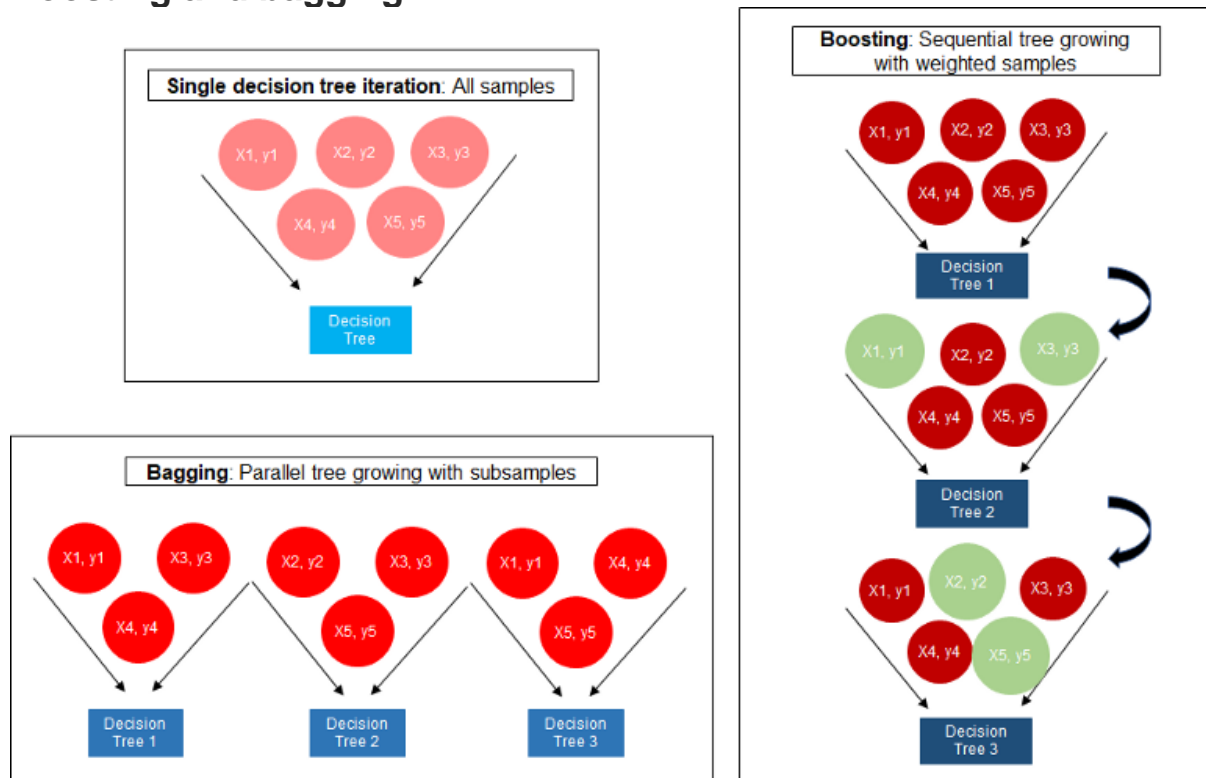 and bagging
Single decision tree iteration: All samples
X1, y1
X2, y2
X3, y3
X4, y4
X5, y5
Decision
Tree
Bagging: Parallel tree growing with subsamples
X1, y1
X3, y3
X4, y4
Decision
Tree 1
X2, y2
X3, y3
X5, y5
Decision
Tree 2
X1, y1
X4, y4
X5, y5
Decision
Tree 3
Boosting: Sequential tree growing
with weighted samples
X1, y1
X2, y2
X3, y3
X4, y4
X5, y5
Decision
Tree 1
X1, y1
X2, y2
X3, y3
X4, y4
X5, y5
Decision
Tree 2
X1, y1
X2, y2
X3, y3
X4, y4
X5, y5
Decision
Tree 3